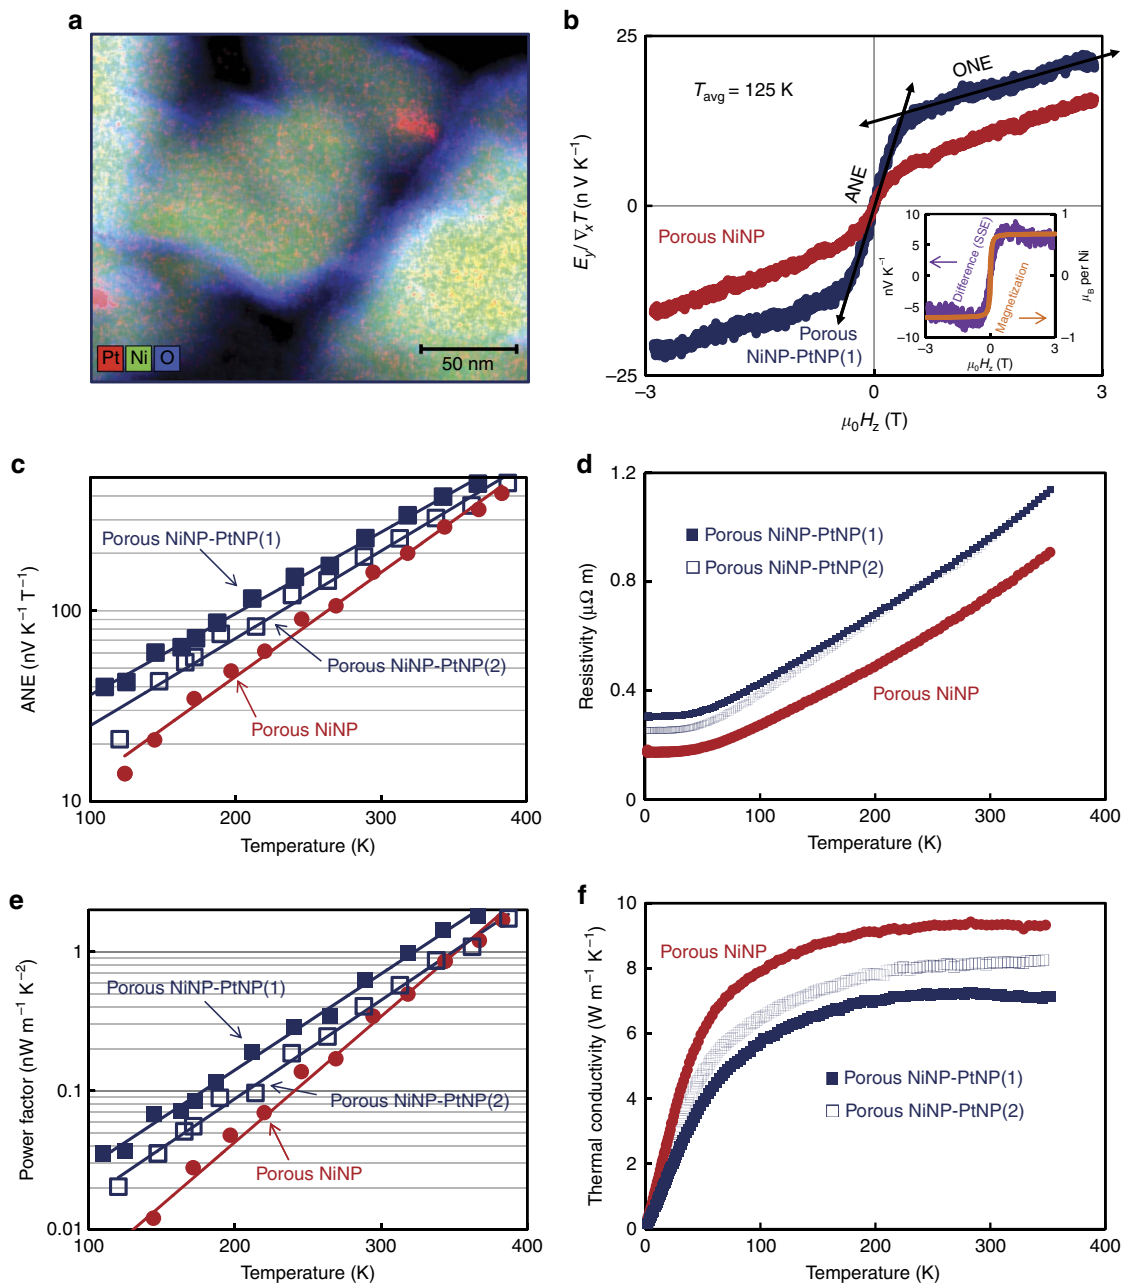 a
Pt Ni O
50 nm
b
25
0
−25
−3
0
3
E_y/∇_xT (n V K⁻¹)
μ₀H_z (T)
T_avg = 125 K
ONE
ANE
Porous NiNP
Porous
NiNP-PtNP(1)
10
5
0
−5
−10
1
0
−1
−3
0
3
nV K⁻¹
μ_B per Ni
μ₀H_z (T)
Difference (SSE)
Magnetization
c
100
10
100
200
300
400
ANE (nV K⁻¹ T⁻¹)
Temperature (K)
Porous NiNP-PtNP(1)
Porous NiNP-PtNP(2)
Porous NiNP
d
1.2
0.8
0.4
0
0
100
200
300
400
Resistivity (μΩ m)
Temperature (K)
Porous NiNP-PtNP(1)
Porous NiNP-PtNP(2)
Porous NiNP
e
1
0.1
0.01
100
200
300
400
Power factor (nW m⁻¹ K⁻²)
Temperature (K)
Porous NiNP-PtNP(1)
Porous NiNP-PtNP(2)
Porous NiNP
f
10
8
6
4
2
0
0
100
200
300
400
Thermal conductivity (W m⁻¹ K⁻¹)
Temperature (K)
Porous NiNP
Porous NiNP-PtNP(1)
Porous NiNP-PtNP(2)